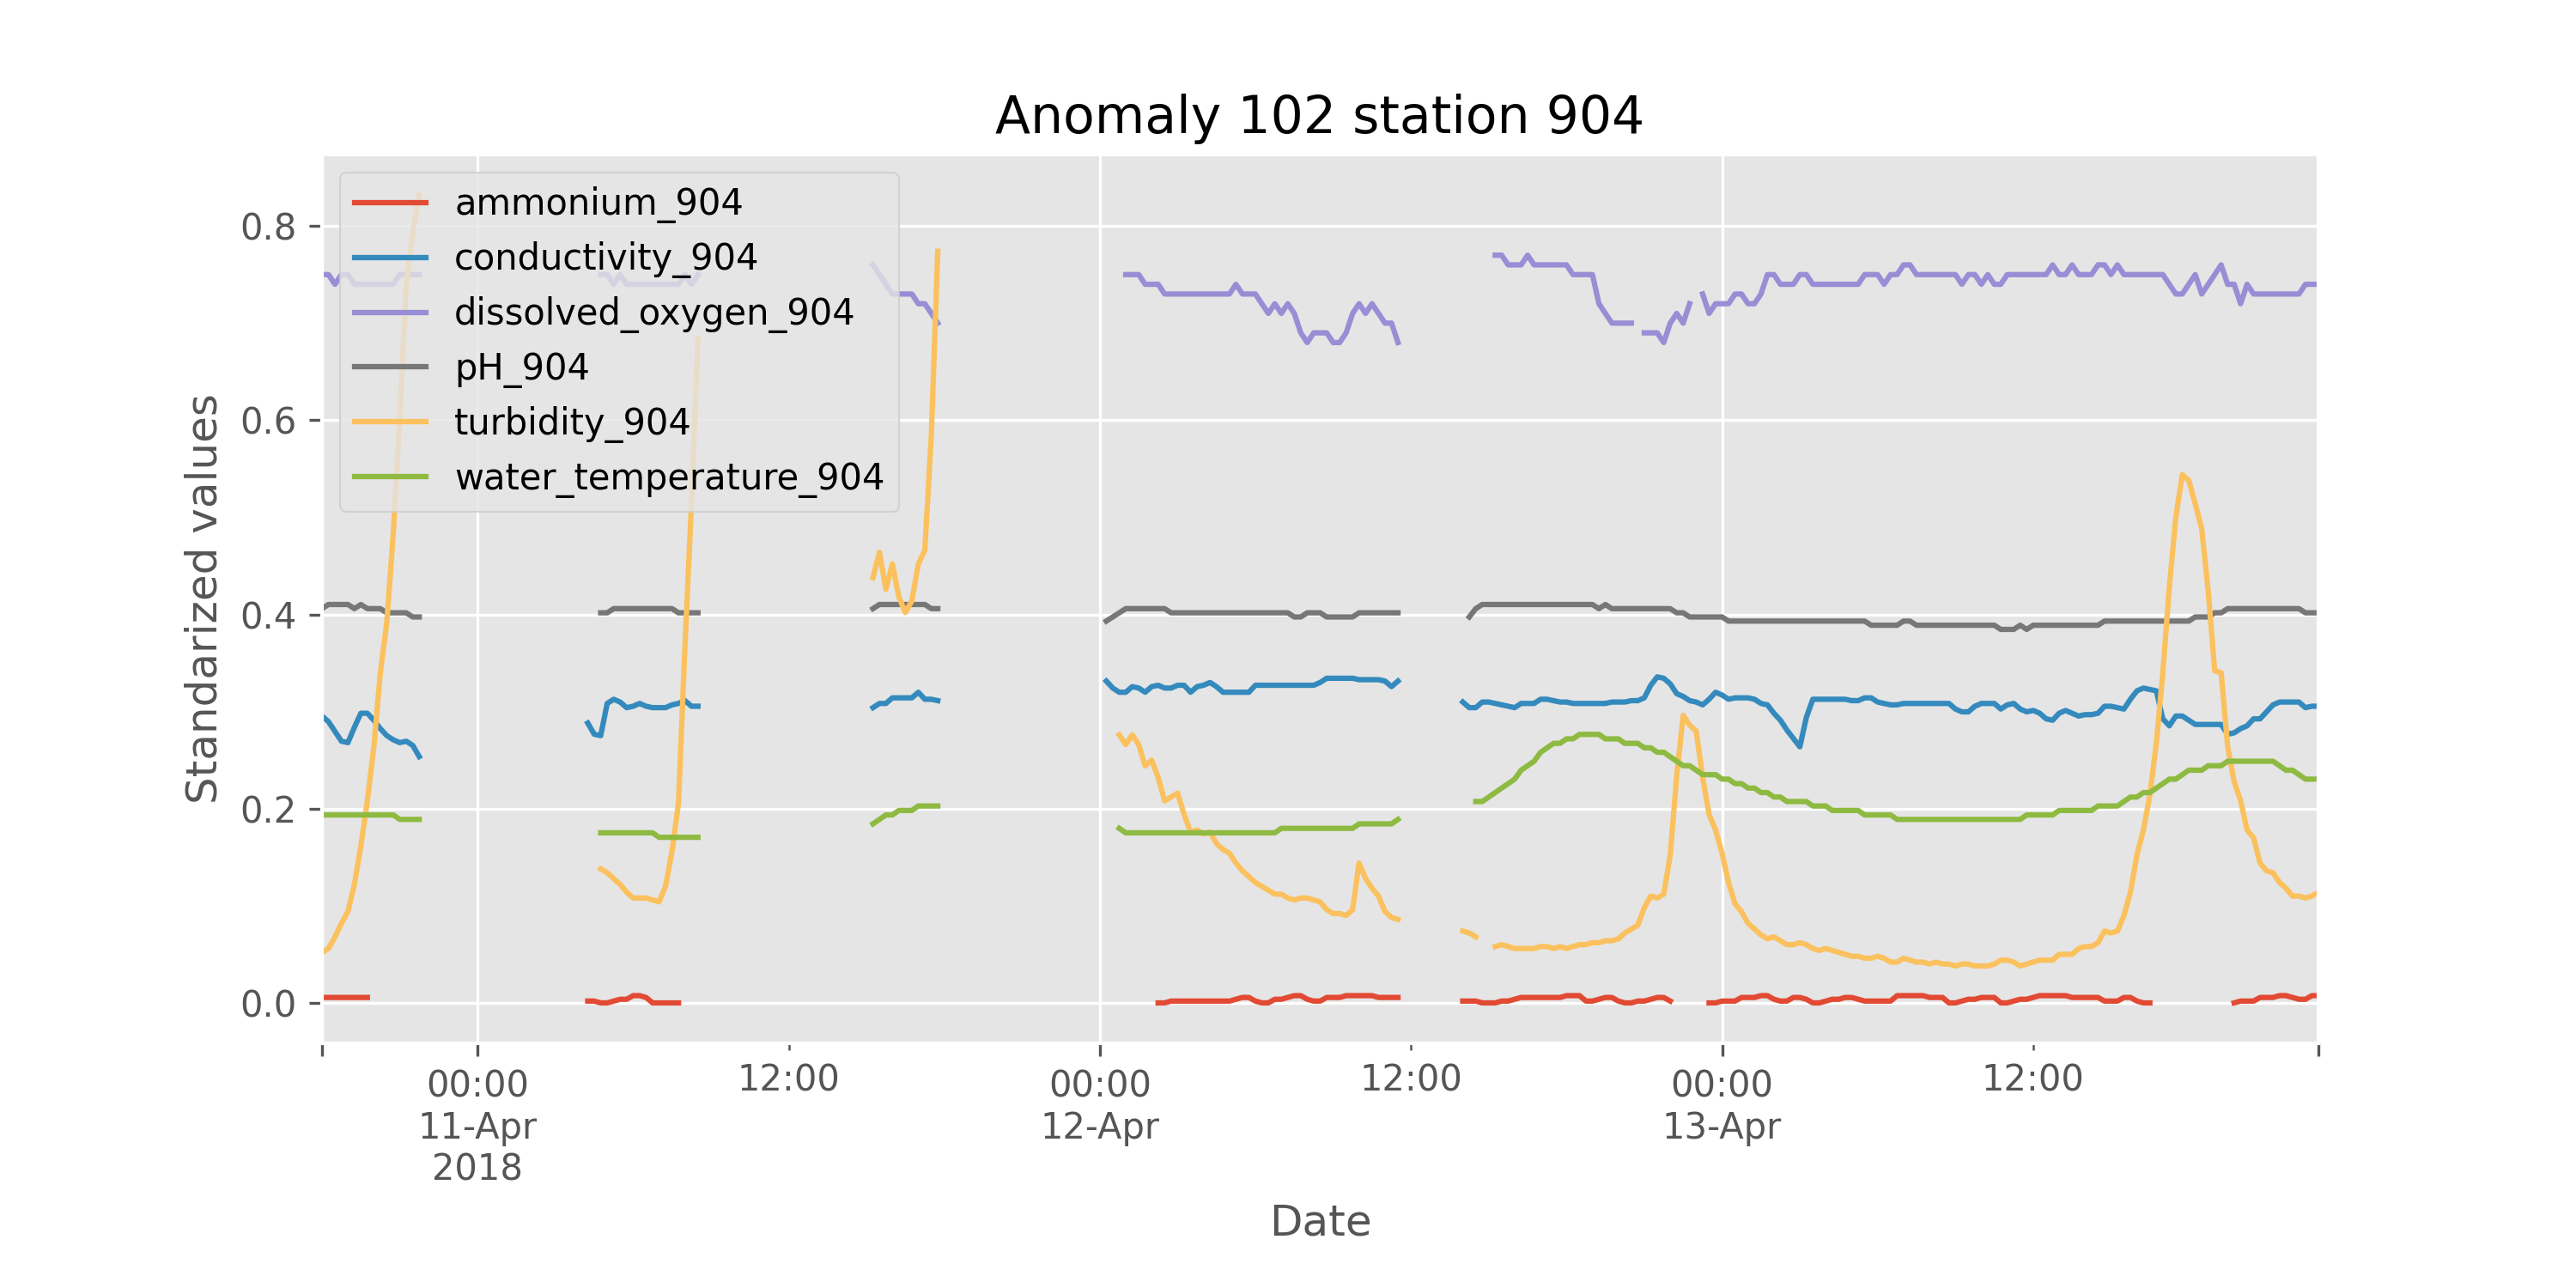 Anomaly 102 station 904
ammonium_904
conductivity_904
dissolved_oxygen_904
pH_904
turbidity_904
water_temperature_904
Standarized values
0.8
0.6
0.4
0.2
0.0
00:00
11-Apr
2018
12:00
00:00
12-Apr
12:00
00:00
13-Apr
12:00
Date